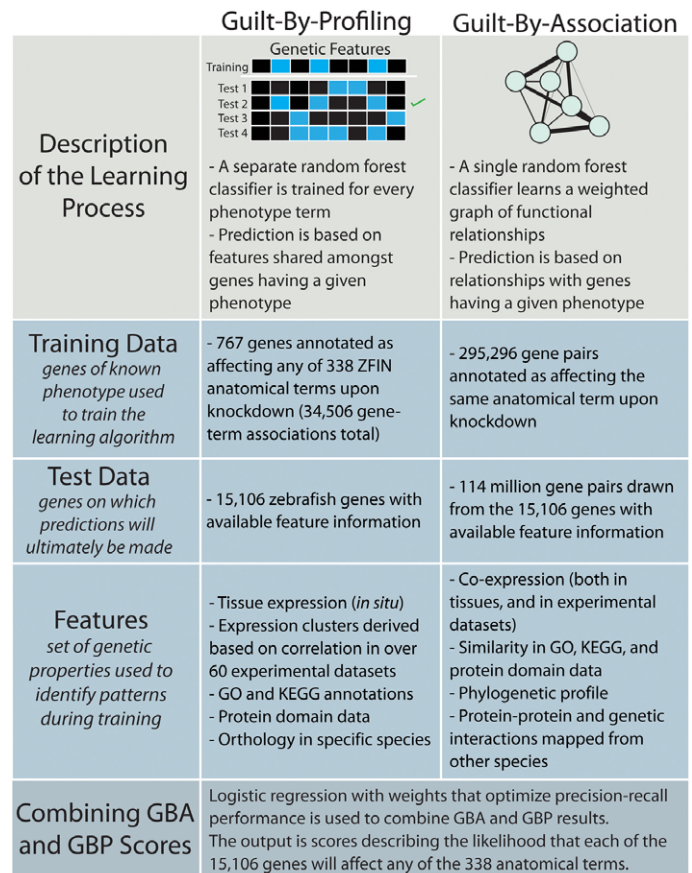 Guilt-By-Profiling
Guilt-By-Association
Description
of the Learning
Process
Genetic Features
Training
Test 1
Test 2
Test 3
Test 4
- A separate random forest
classifier is trained for every
phenotype term
- Prediction is based on
features shared amongst
genes having a given
phenotype
- A single random forest
classifier learns a weighted
graph of functional
relationships
- Prediction is based on
relationships with genes
having a given phenotype
Training Data
genes of known
phenotype used
to train the
learning algorithm
- 767 genes annotated as
affecting any of 338 ZFIN
anatomical terms upon
knockdown (34,506 gene-
term associations total)
- 295,296 gene pairs
annotated as affecting the
same anatomical term upon
knockdown
Test Data
genes on which
predictions will
ultimately be made
- 15,106 zebrafish genes with
available feature information
- 114 million gene pairs drawn
from the 15,106 genes with
available feature information
Features
set of genetic
properties used to
identify patterns
during training
- Tissue expression (in situ)
- Expression clusters derived
based on correlation in over
60 experimental datasets
- GO and KEGG annotations
- Protein domain data
- Orthology in specific species
- Co-expression (both in
tissues, and in experimental
datasets)
- Similarity in GO, KEGG, and
protein domain data
- Phylogenetic profile
- Protein-protein and genetic
interactions mapped from
other species
Combining GBA
and GBP Scores
Logistic regression with weights that optimize precision-recall
performance is used to combine GBA and GBP results.
The output is scores describing the likelihood that each of the
15,106 genes will affect any of the 338 anatomical terms.